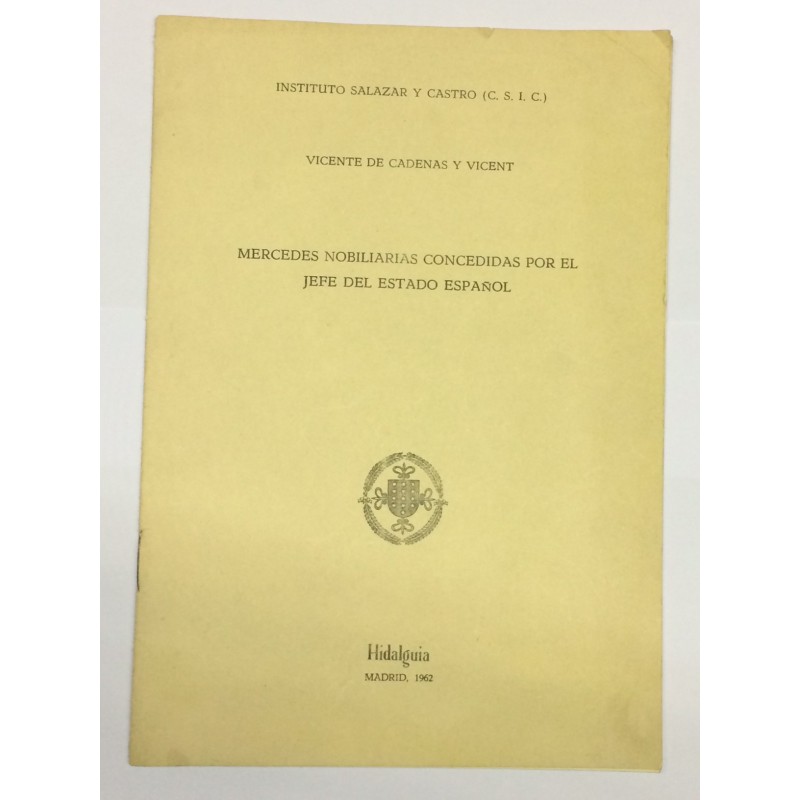 INSTITUTO SALAZAR Y CASTRO (C. S. I. C.)
VICENTE DE CADENAS Y VICENT
MERCEDES NOBILIARIAS CONCEDIDAS POR EL
JEFE DEL ESTADO ESPAÑOL
Hidalguia
MADRID, 1962